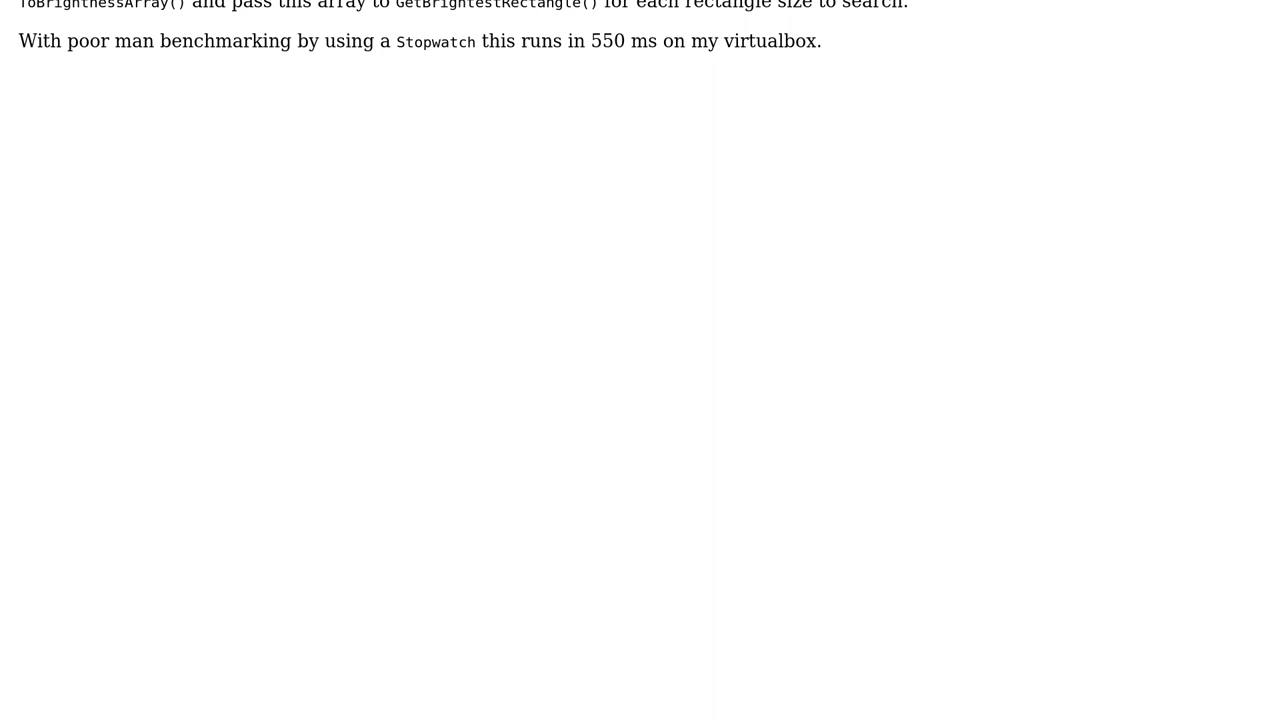 ToBrightnessArray() and pass this array to GetBrightestRectangle() for each rectangle size to search.
With poor man benchmarking by using a Stopwatch this runs in 550 ms on my virtualbox.